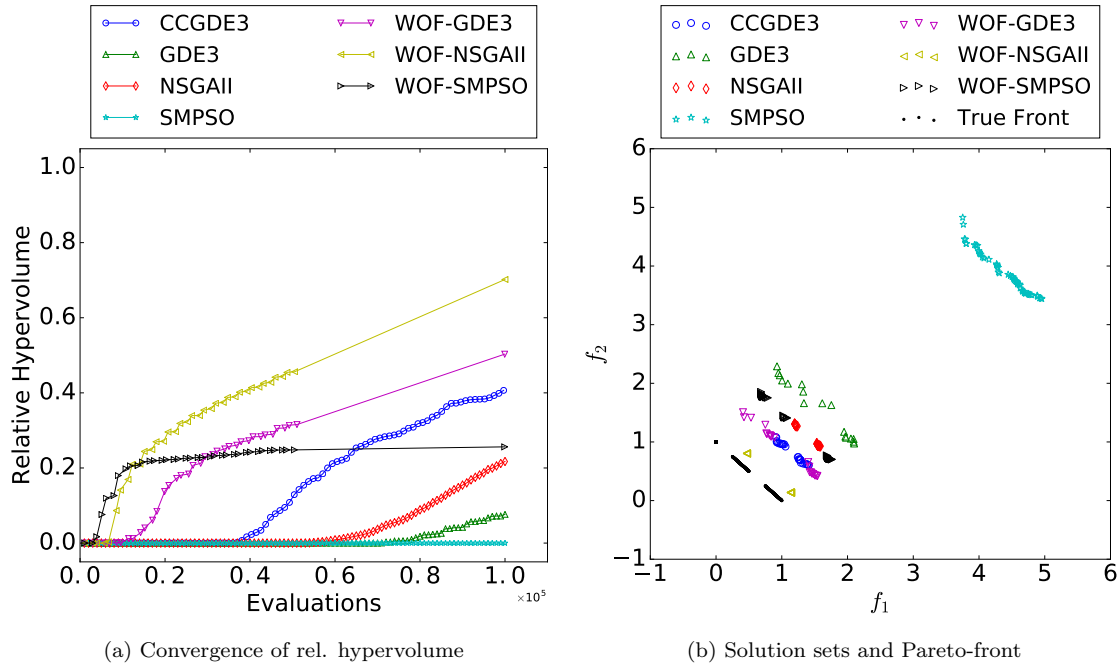 CCGDE3
GDE3
NSGAII
SMPSO
WOF-GDE3
WOF-NSGAII
WOF-SMPSO
1.0
0.8
0.6
0.4
0.2
0.0
Relative Hypervolume
0.0 0.2 0.4 0.6 0.8 1.0
×10⁵
Evaluations
(a) Convergence of rel. hypervolume
CCGDE3
GDE3
NSGAII
SMPSO
WOF-GDE3
WOF-NSGAII
WOF-SMPSO
True Front
6
5
4
3
2
1
0
−1
f₂
−1 0 1 2 3 4 5 6
f₁
(b) Solution sets and Pareto-front